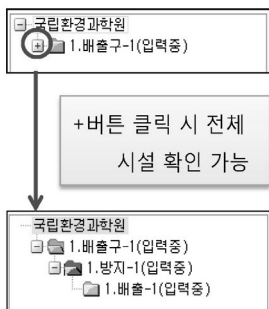 국립환경과학원
1.배출구-1(입력중)
+버튼 클릭 시 전체
시설 확인 가능
국립환경과학원
1.배출구-1(입력중)
1.방지-1(입력중)
1.배출-1(입력중)